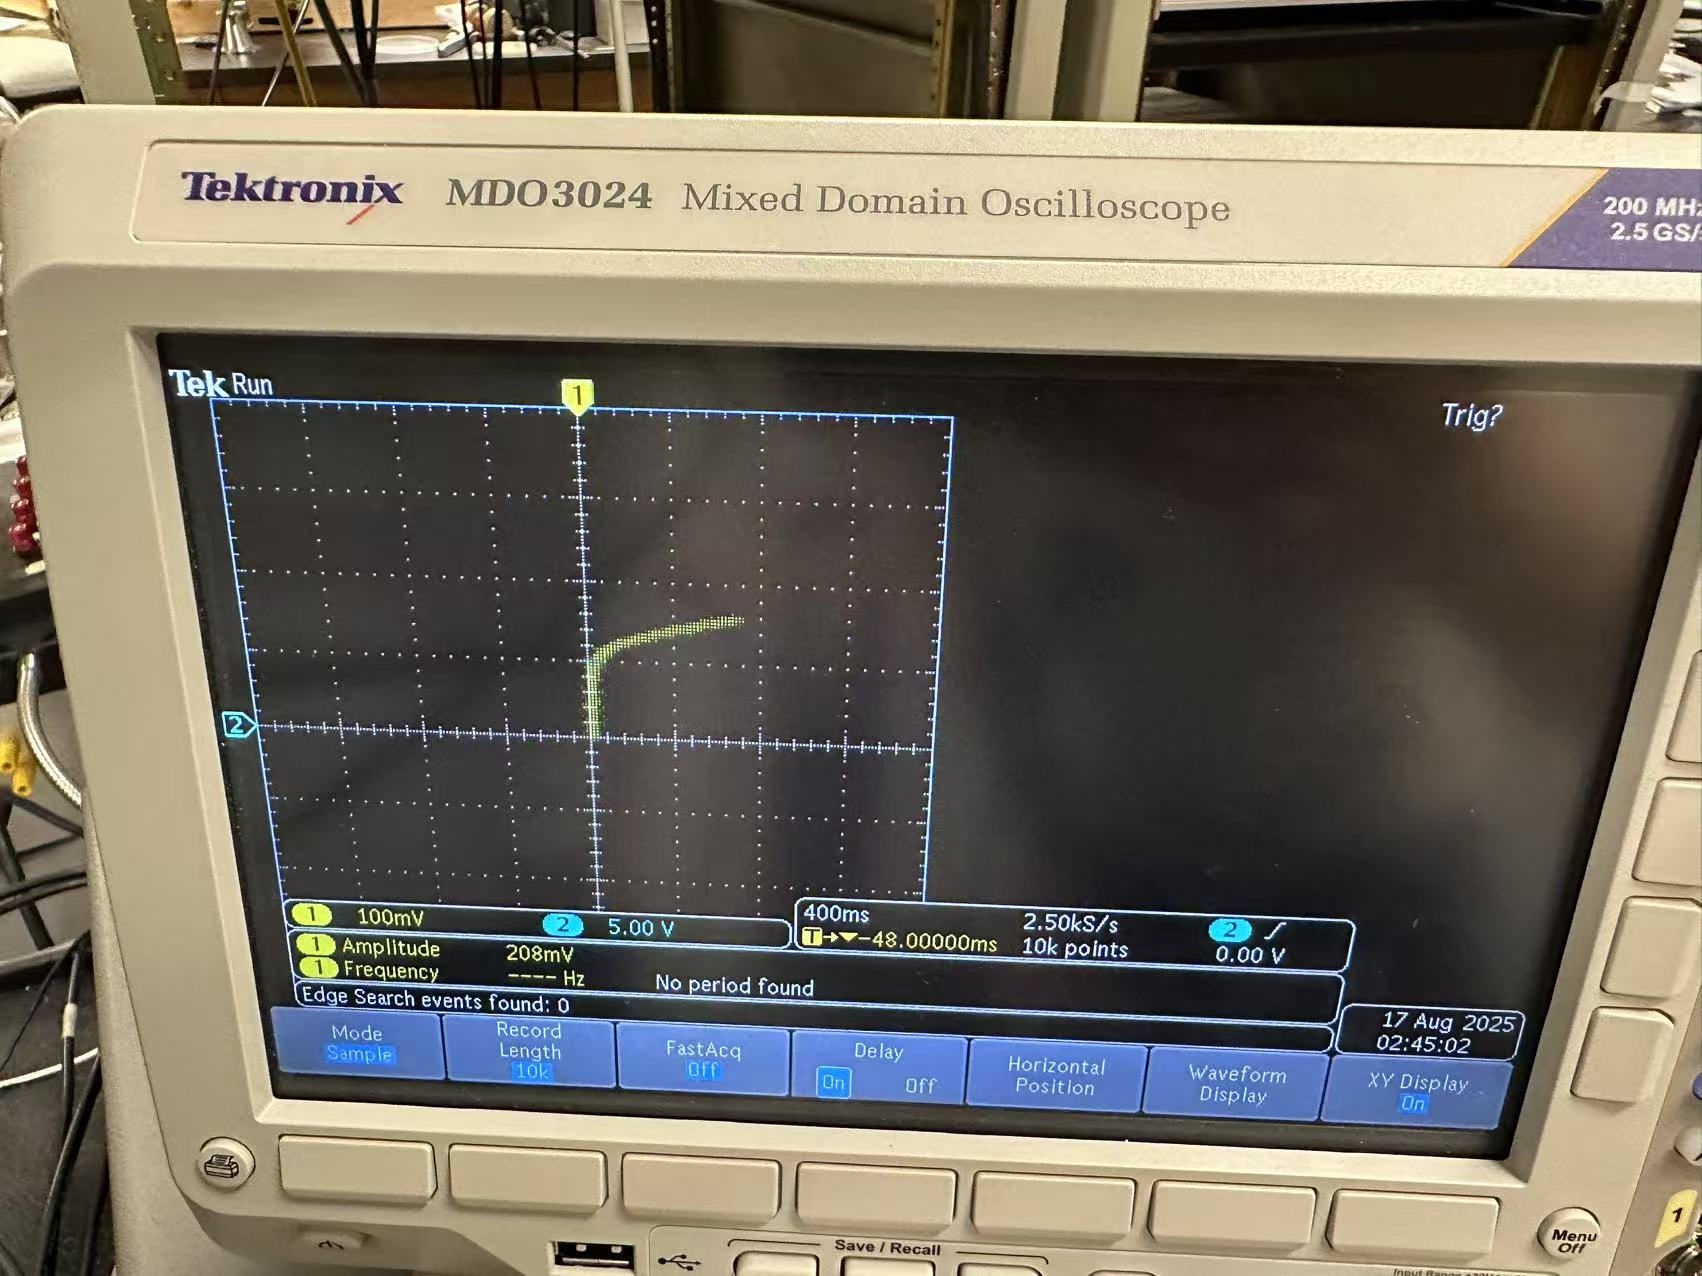 Tektronix MDO3024 Mixed Domain Oscilloscope
200 MHz
2.5 GS/s
Tek Run
1
Trig?
2
1 100mV 2 5.00 V
400ms 2.50kS/s 2
T→▼-48.00000ms 10k points 0.00 V
1 Amplitude 208mV
1 Frequency ---- Hz No period found
Edge Search events found: 0
17 Aug 2025
02:45:02
Mode
Sample
Record
Length
10k
FastAcq
Off
Delay
On Off
Horizontal
Position
Waveform
Display
XY Display
On
Save / Recall
Menu
Off
1